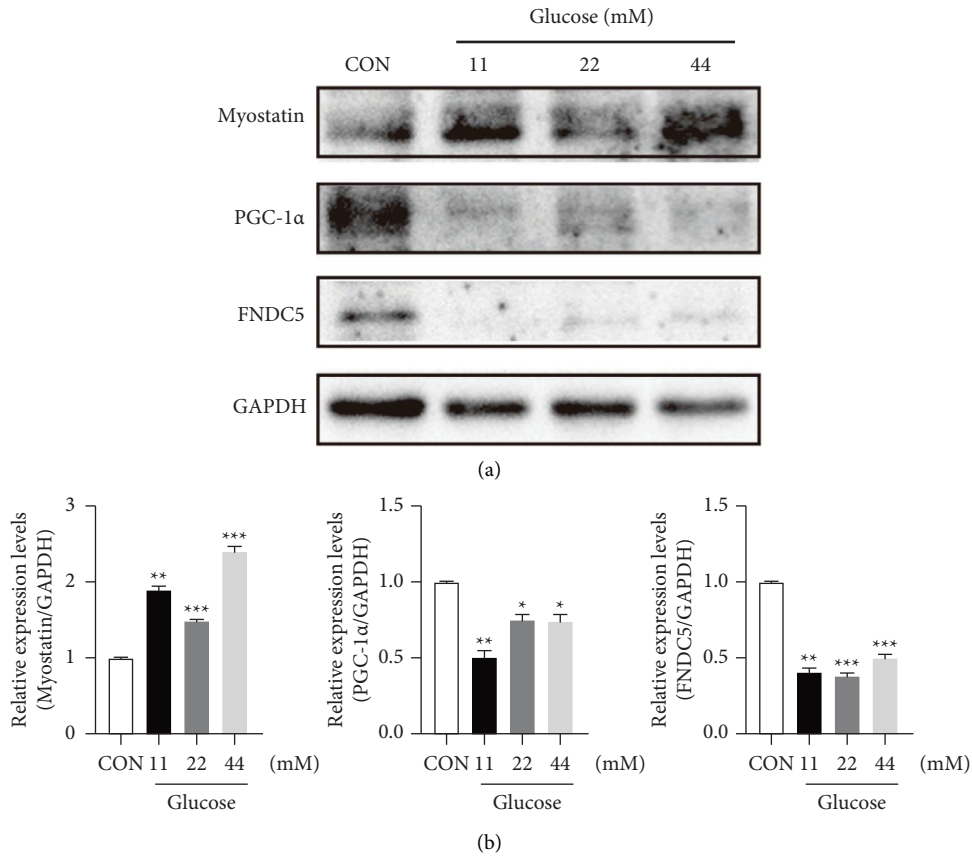 Glucose (mM)
CON 11 22 44
Myostatin
PGC-1α
FNDC5
GAPDH
(a)
Relative expression levels
(Myostatin/GAPDH)
3
2
1
0
**
***
***
CON 11 22 44 (mM)
Glucose
Relative expression levels
(PGC-1α/GAPDH)
1.5
1.0
0.5
0.0
**
*
*
CON 11 22 44 (mM)
Glucose
Relative expression levels
(FNDC5/GAPDH)
1.5
1.0
0.5
0.0
**
***
***
CON 11 22 44 (mM)
Glucose
(b)